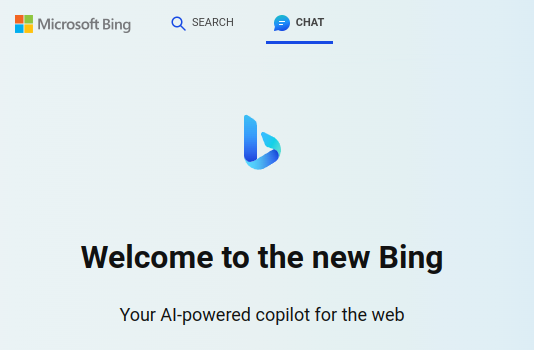 Microsoft Bing SEARCH CHAT
Welcome to the new Bing
Your AI-powered copilot for the web